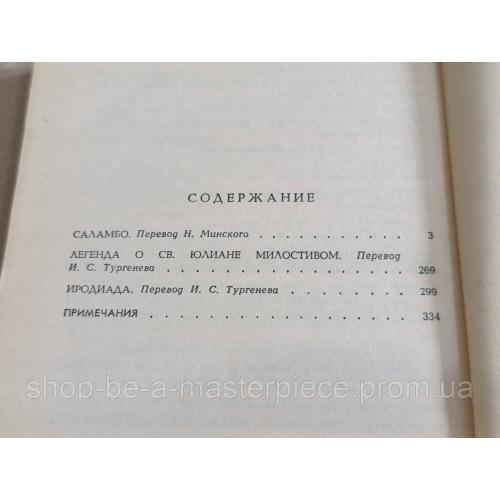 СОДЕРЖАНИЕ
САЛАМБО. Перевод Н. Минского . . . . . . . . . . . . 3
ЛЕГЕНДА О СВ. ЮЛИАНЕ МИЛОСТИВОМ. Перевод
И. С. Тургенева . . . . . . . . . . . . . . . . 269
ИРОДИАДА. Перевод И. С. Тургенева . . . . . . . . . 299
ПРИМЕЧАНИЯ . . . . . . . . . . . . . . . . . 334
shop-be-a-masterpiece.prom.ua